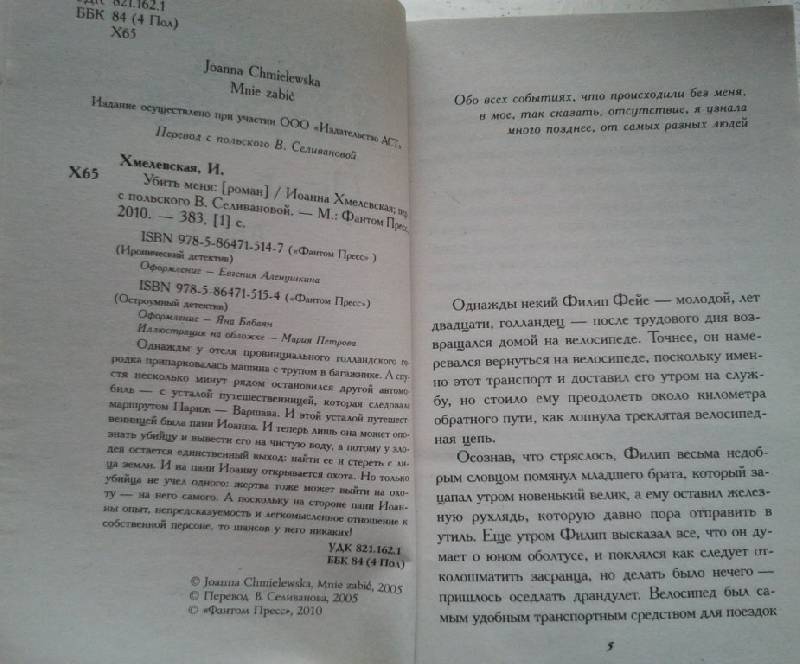 УДК 821.162.1
ББК 84 (4 Пол)
Х65
Joanna Chmielewska
Mnie zabić
Издание осуществлено при участии ООО «Издательство АСТ»
Перевод с польского В. Селивановой
Хмелевская, И.
Х65
Убить меня: [роман] / Иоанна Хмелевская; пер.
с польского В. Селивановой. — М.: Фантом Пресс,
2010. — 383. [1] с.
ISBN 978-5-86471-514-7 («Фантом Пресс»)
(Иронический детектив)
Оформление — Евгения
ISBN 978-5-86471-515-4 («Фантом Пресс»)
(Остроумный детектив)
Оформление — Яна Бабаян
Иллюстрация на обложке — Мария Петрова
Однажды у отеля провинциального голландского го-
родка припарковалась машина с трупом в багажнике. А спу-
стя несколько минут рядом остановился другой автомо-
биль — с усталой путешественницей, которая следовала
маршрутом Париж — Варшава. И этой усталой путешест-
венницей была пани Иоанна. И теперь лишь она может опо-
знать убийцу и вывести его на чистую воду, а потому у зло-
дея остается единственный выход: найти ее и стереть с ли-
ца земли. И на пани Иоанну открывается охота. Но только
убийца не учел одного: жертва тоже может выйти на охо-
ту — на него самого. А поскольку на стороне пани Иоан-
ны опыт, непредсказуемость и легкомысленное отношение к
собственной персоне, то шансов у него никаких!
УДК 821.162.1
ББК 84 (4 Пол)
© Joanna Chmielewska, Mnie zabić, 2005
© Перевод В. Селиванова, 2005
© «Фантом Пресс», 2010
Обо всех событиях, что происходили без меня,
в мое, так сказать, отсутствие, я узнала
много позднее, от самых разных людей
Однажды некий Филип Фейе — молодой, лет
двадцати, голландец — после трудового дня воз-
вращался домой на велосипеде. Точнее, он наме-
ревался вернуться на велосипеде, поскольку имен-
но этот транспорт и доставил его утром на служ-
бу, но стоило ему преодолеть около километра
обратного пути, как лопнула треклятая велосипед-
ная цепь.
Осознав, что стряслось, Филип весьма недоб-
рым словцом помянул младшего брата, который за-
цапал утром новенький велик, а ему оставил желез-
ную рухлядь, которую давно пора отправить в
утиль. Еще утром Филип высказал все, что он ду-
мает о юном оболтусе, и поклялся как следует от-
колошматить засранца, но делать было нечего —
пришлось оседлать драндулет. Велосипед был са-
мым удобным транспортным средством для поездок
5